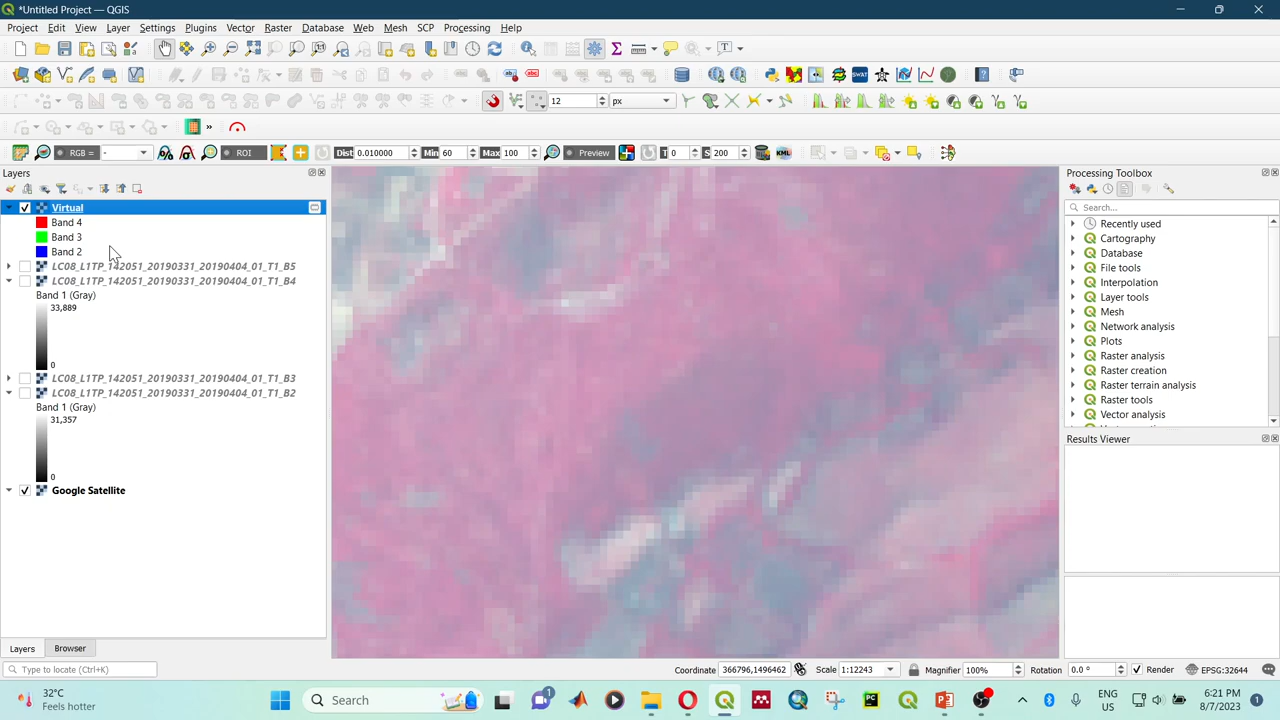 *Untitled Project — QGIS
Project Edit View Layer Settings Plugins Vector Raster Database Web Mesh SCP Processing Help
12 px
RGB = - ROI Dist 0.010000 Min 60 Max 100 Preview T 0 S 200
Layers
Virtual
Band 4
Band 3
Band 2
LC08_L1TP_142051_20190331_20190404_01_T1_B5
LC08_L1TP_142051_20190331_20190404_01_T1_B4
Band 1 (Gray)
33,889
0
LC08_L1TP_142051_20190331_20190404_01_T1_B3
LC08_L1TP_142051_20190331_20190404_01_T1_B2
Band 1 (Gray)
31,357
0
Google Satellite
Layers Browser
Processing Toolbox
Search...
Recently used
Cartography
Database
File tools
Interpolation
Layer tools
Mesh
Network analysis
Plots
Raster analysis
Raster creation
Raster terrain analysis
Raster tools
Vector analysis
Results Viewer
Type to locate (Ctrl+K)
Coordinate 366796,1496462 Scale 1:12243 Magnifier 100% Rotation 0.0 ° Render EPSG:32644
32°C
Feels hotter
Search
ENG
US
6:21 PM
8/7/2023